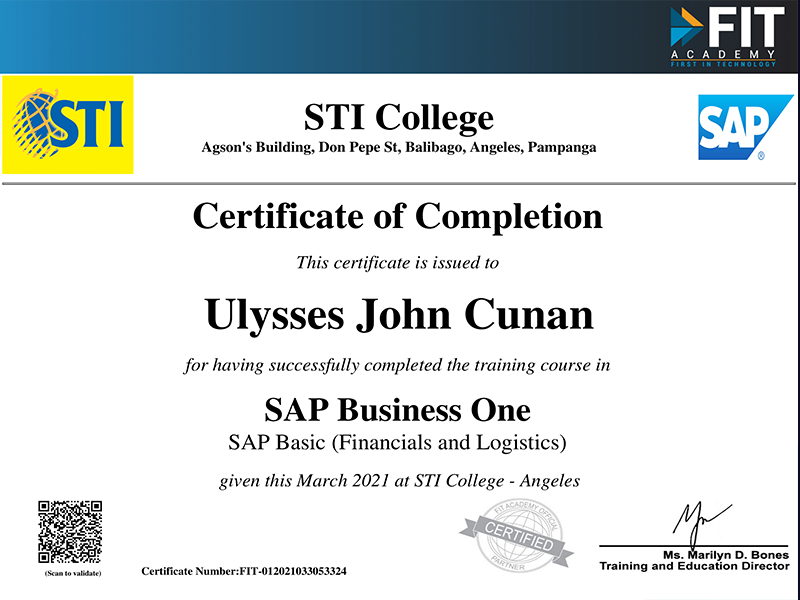 FIT
ACADEMY
FIRST IN TECHNOLOGY
STI
STI College
SAP
®
Agson's Building, Don Pepe St, Balibago, Angeles, Pampanga
Certificate of Completion
This certificate is issued to
Ulysses John Cunan
for having successfully completed the training course in
SAP Business One
SAP Basic (Financials and Logistics)
given this March 2021 at STI College - Angeles
FIT ACADEMY OFFICIAL
CERTIFIED
PARTNER
Ms. Marilyn D. Bones
Training and Education Director
(Scan to validate)
Certificate Number:FIT-012021033053324